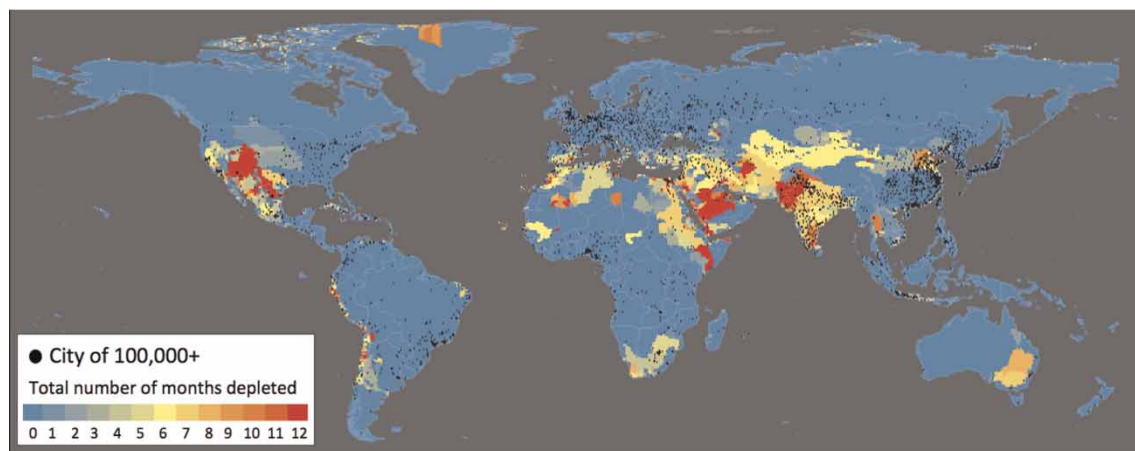 City of 100,000+
Total number of months depleted
0 1 2 3 4 5 6 7 8 9 10 11 12